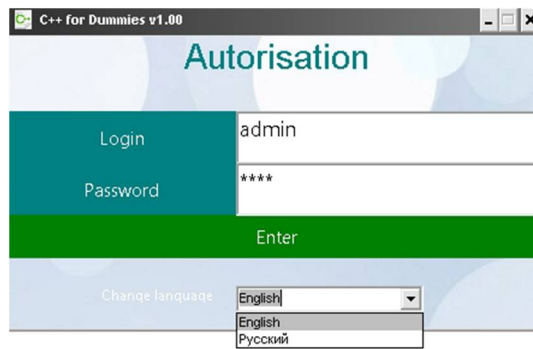 C++ for Dummies v1.00
Autorisation
Login
admin
Password
****
Enter
Change language
English
English
Русский